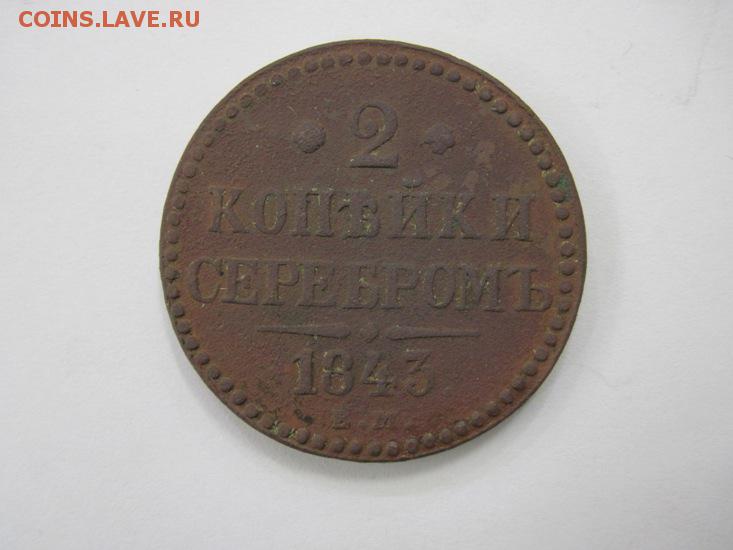 COINS.LAVE.RU
2
КОПѢЙКИ
СЕРЕБРОМЪ
1843
Е.М.